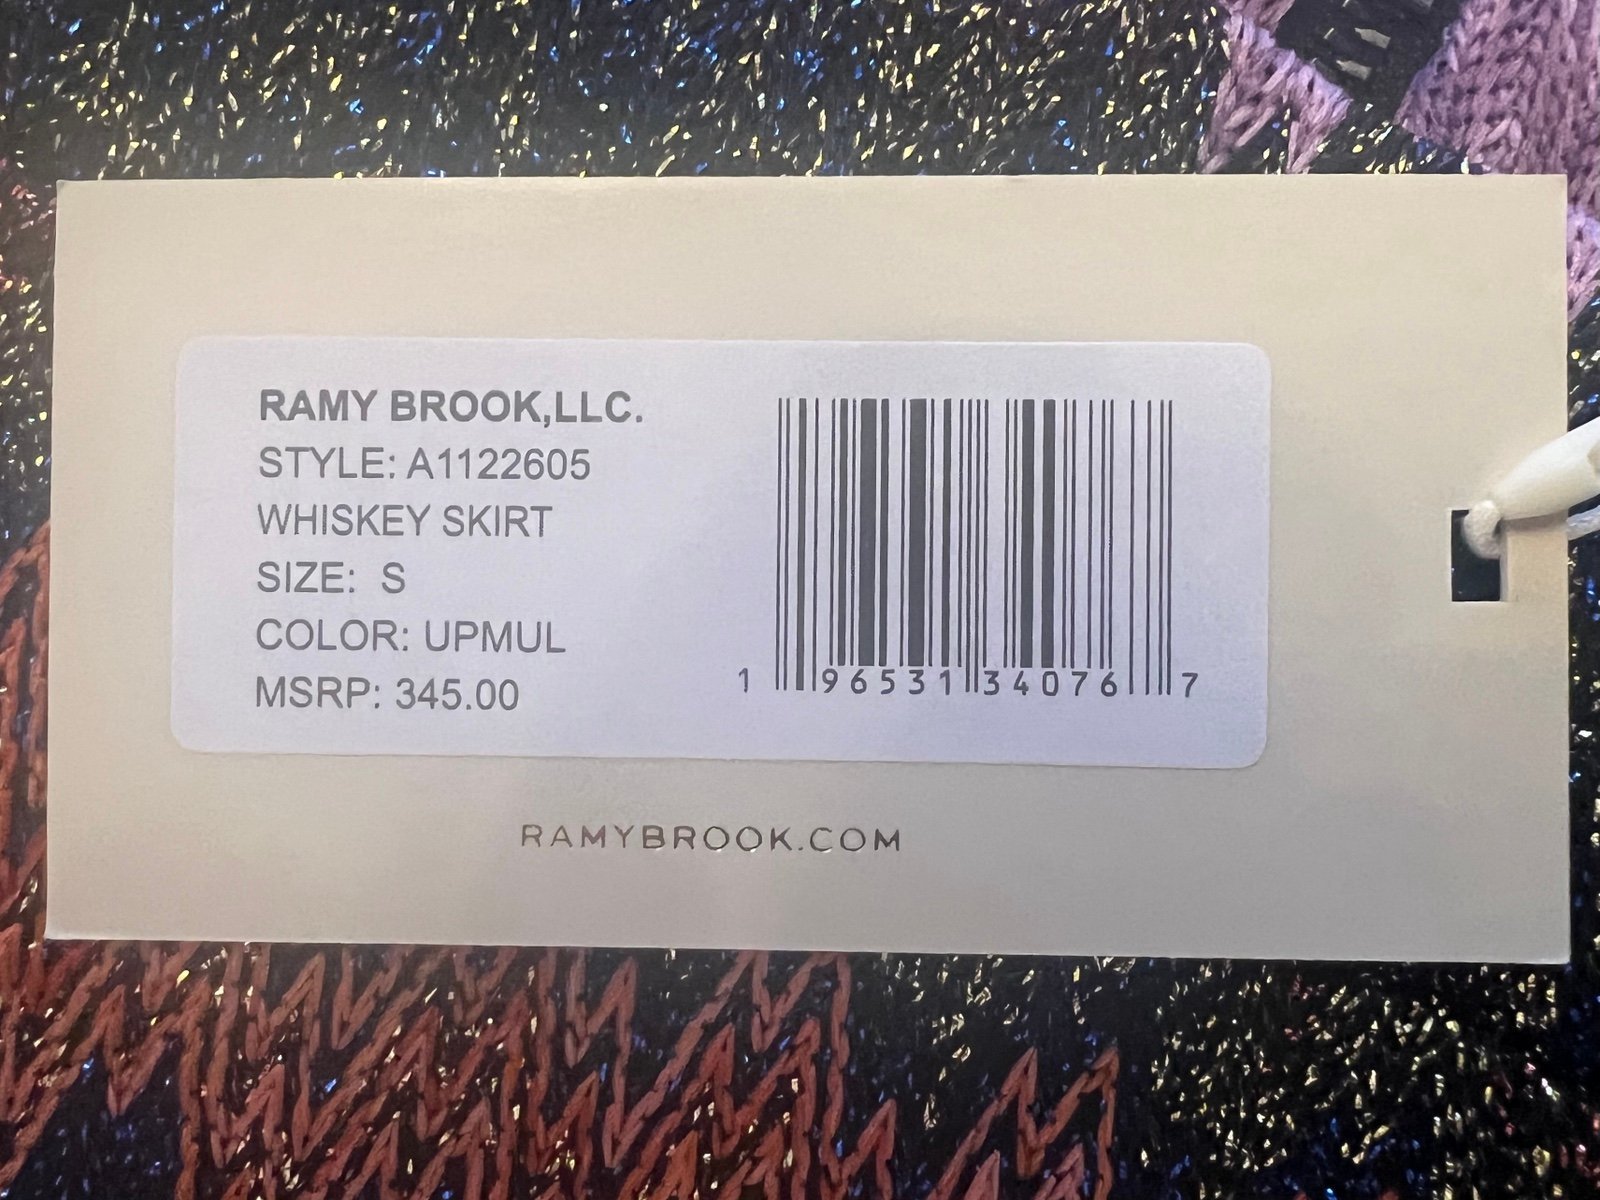 RAMY BROOK,LLC.
STYLE: A1122605
WHISKEY SKIRT
SIZE: S
COLOR: UPMUL
MSRP: 345.00
1 96531 34076 7
RAMYBROOK.COM